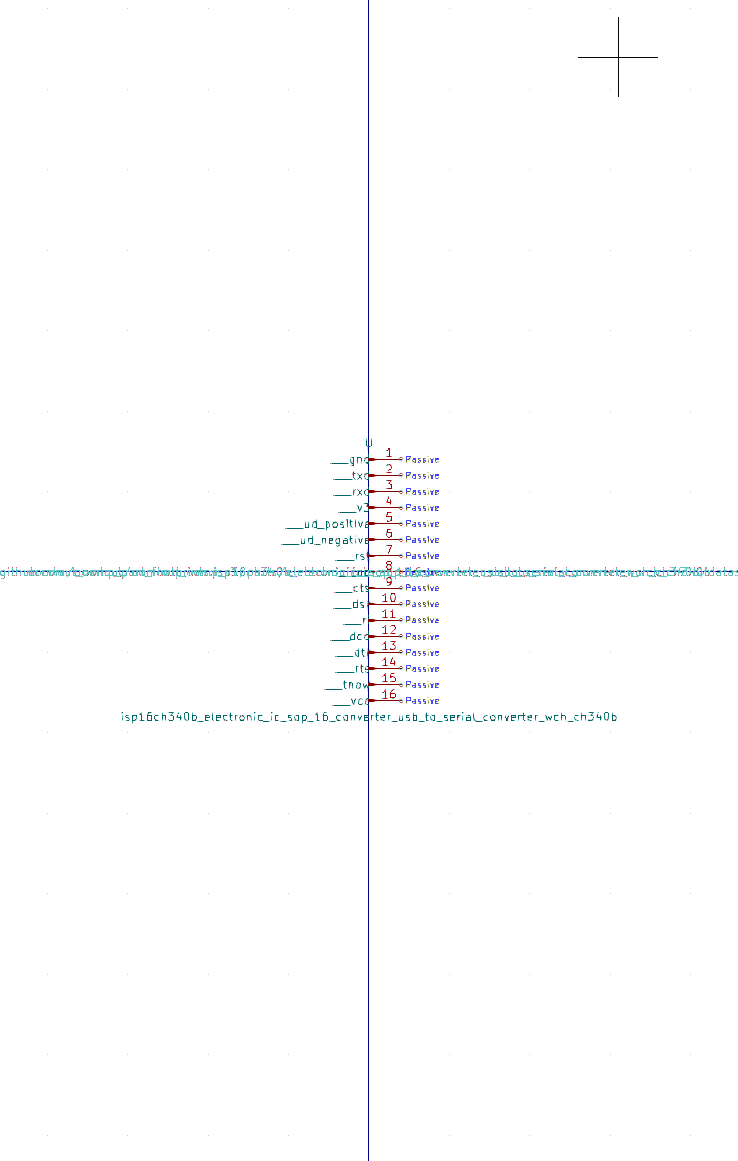 U
___gnd 1 Passive
___txd 2 Passive
___rxd 3 Passive
___v3 4 Passive
___ud_positive 5 Passive
___ud_negative 6 Passive
___rst 7 Passive
8
___cts 9 Passive
___dsr 10 Passive
___ri 11 Passive
___dcd 12 Passive
___dtr 13 Passive
___rts 14 Passive
___tnow 15 Passive
___vcc 16 Passive
isp16ch340b_electronic_ic_sop_16_converter_usb_to_serial_converter_wch_ch340b